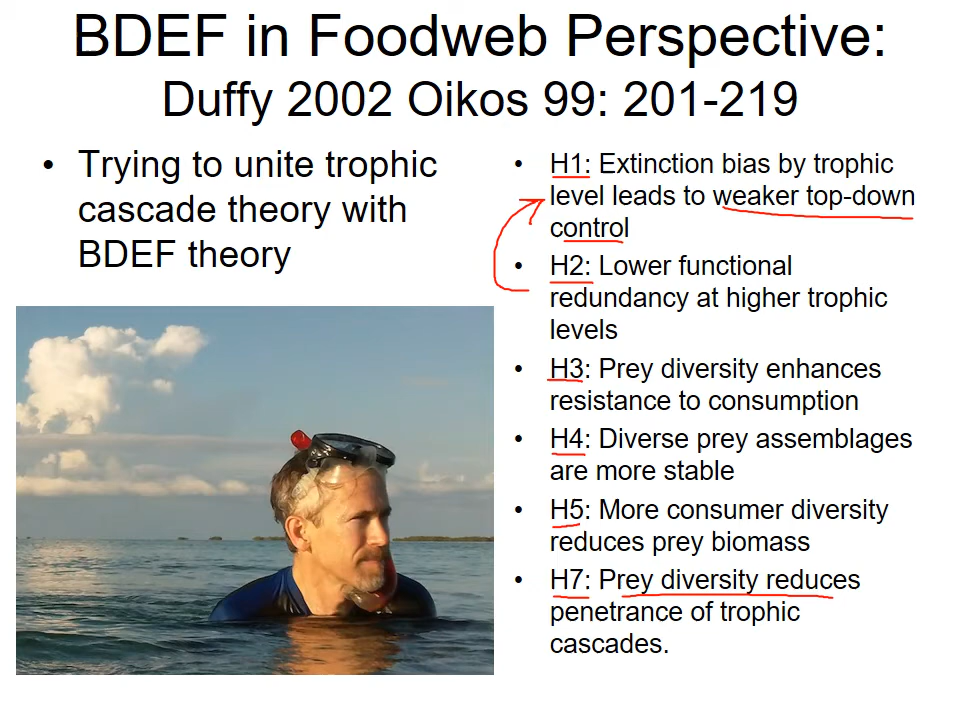 BDEF in Foodweb Perspective:
Duffy 2002 Oikos 99: 201-219
• Trying to unite trophic
cascade theory with
BDEF theory
• H1: Extinction bias by trophic
level leads to weaker top-down
control
• H2: Lower functional
redundancy at higher trophic
levels
• H3: Prey diversity enhances
resistance to consumption
• H4: Diverse prey assemblages
are more stable
• H5: More consumer diversity
reduces prey biomass
• H7: Prey diversity reduces
penetrance of trophic
cascades.